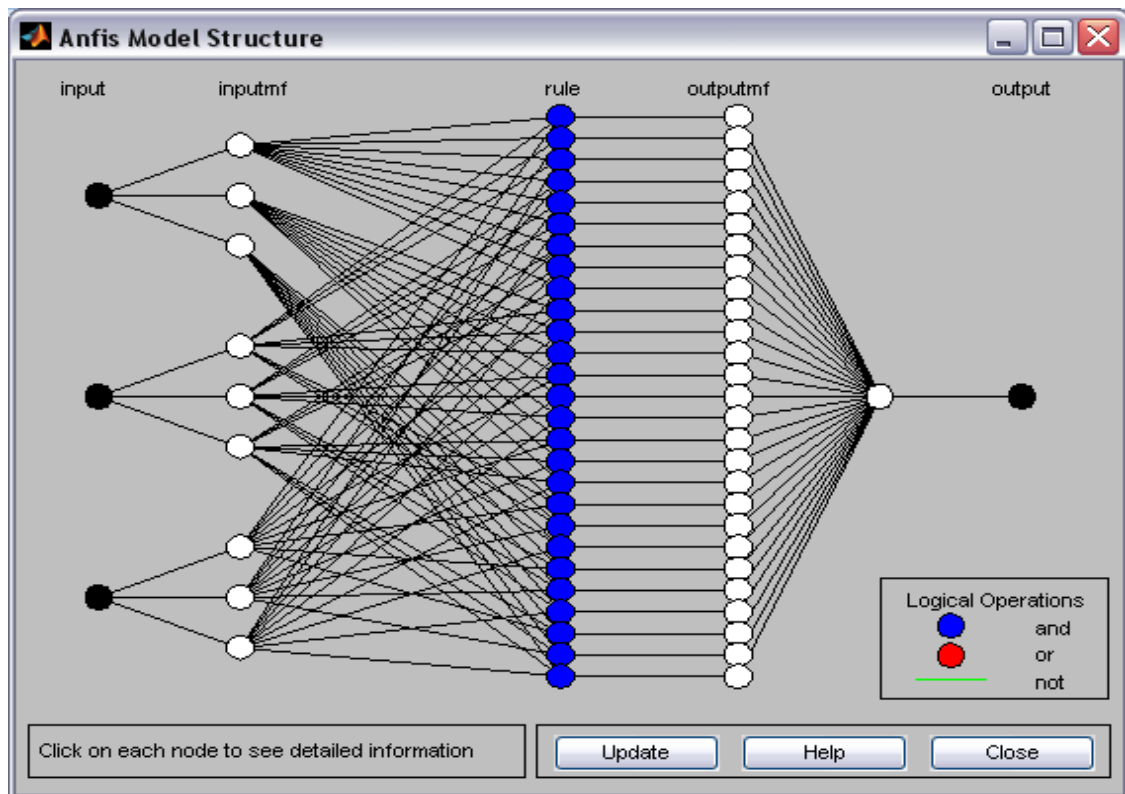 Anfis Model Structure
input inputmf rule outputmf output
Logical Operations
and
or
not
Click on each node to see detailed information
Update Help Close